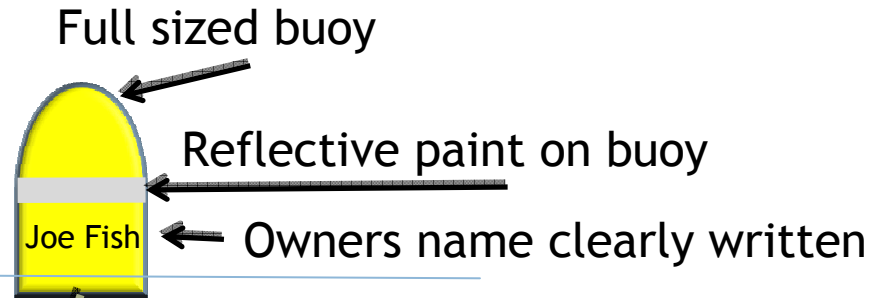 Full sized buoy
Reflective paint on buoy
Joe Fish
Owners name clearly written